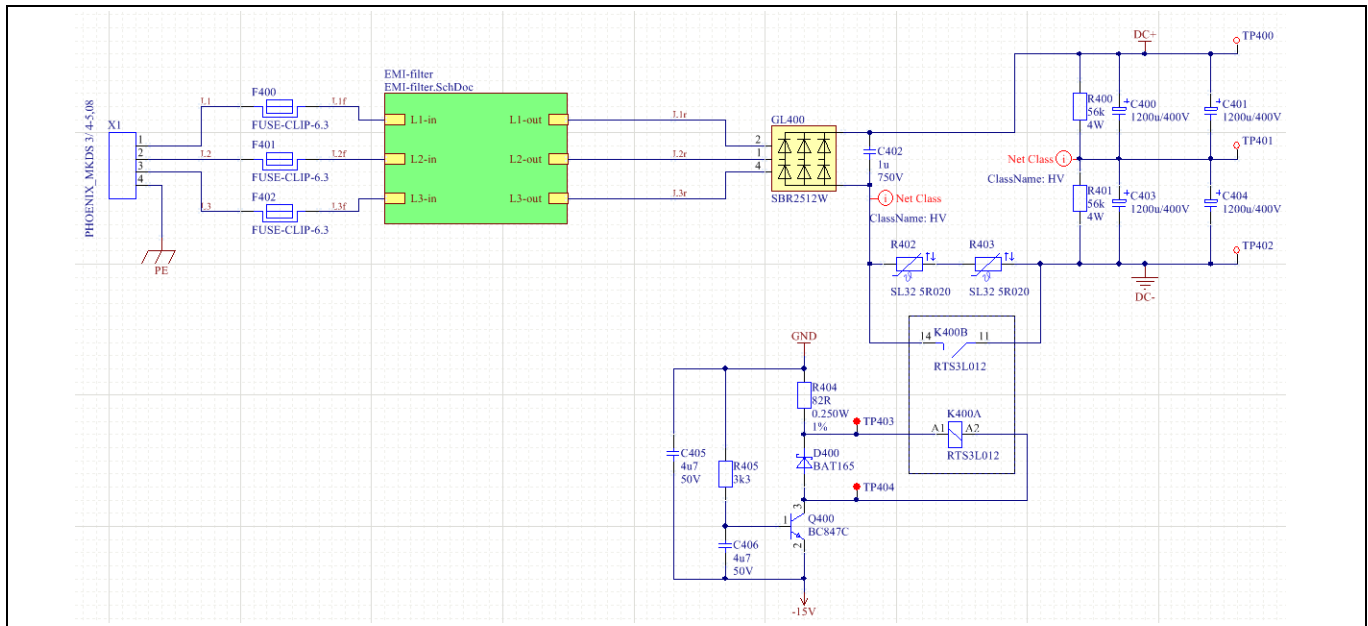 DC+
TP400
EMI-filter
EMI-filter.SchDoc
F400
L1
L1f
FUSE-CLIP-6.3
L1-in
L1-out
L1r
GL400
R400
56k
4W
C400
1200u/400V
C401
1200u/400V
X1
1
2
3
4
PHOENIX_MKDS 3/ 4-5,08
F401
L2
L2f
FUSE-CLIP-6.3
L2-in
L2-out
L2r
2
1
4
SBR2512W
C402
1u
750V
TP401
Net Class
ClassName: HV
F402
L3
L3f
FUSE-CLIP-6.3
L3-in
L3-out
L3r
Net Class
ClassName: HV
R401
56k
4W
C403
1200u/400V
C404
1200u/400V
PE
R402
SL32 5R020
R403
SL32 5R020
TP402
DC-
GND
14
K400B
11
RTS3L012
R404
82R
0.250W
1%
TP403
K400A
A1
A2
RTS3L012
C405
4u7
50V
R405
3k3
D400
BAT165
TP404
3
1
Q400
BC847C
2
C406
4u7
50V
-15V